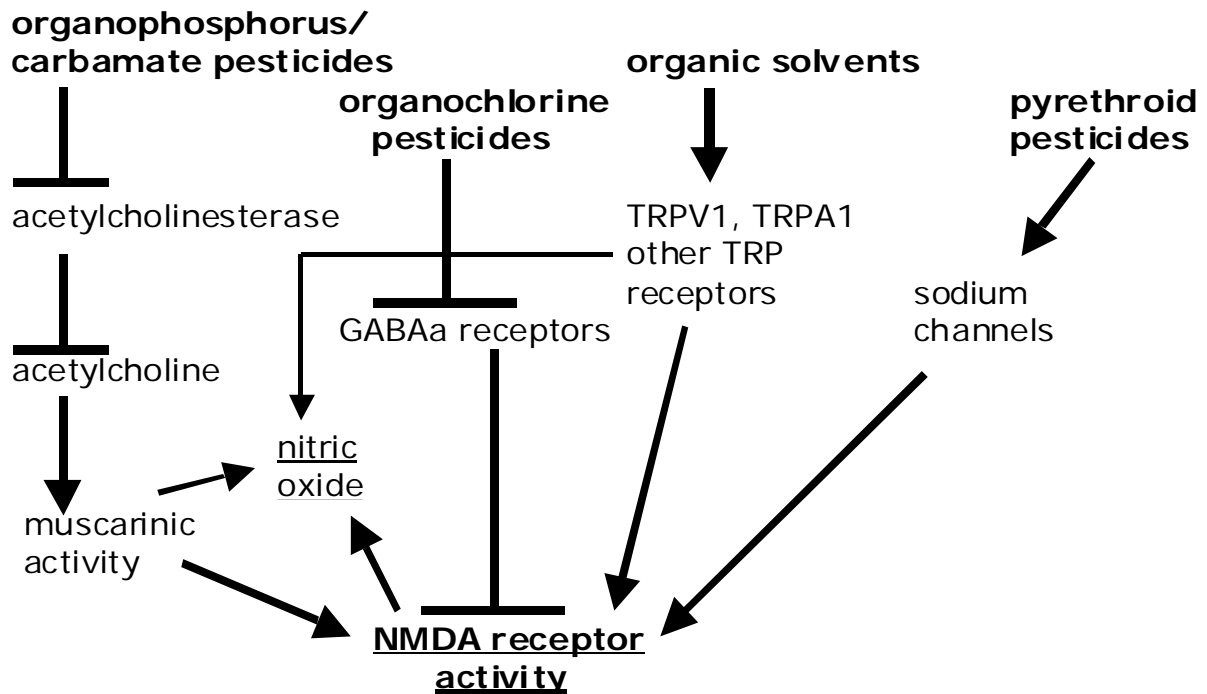 organophosphorus/
carbamate pesticides
organochlorine
pesticides
organic solvents
pyrethroid
pesticides
acetylcholinesterase
TRPV1, TRPA1
other TRP
receptors
sodium
channels
GABAa receptors
acetylcholine
nitric
oxide
muscarinic
activity
NMDA receptor
activity